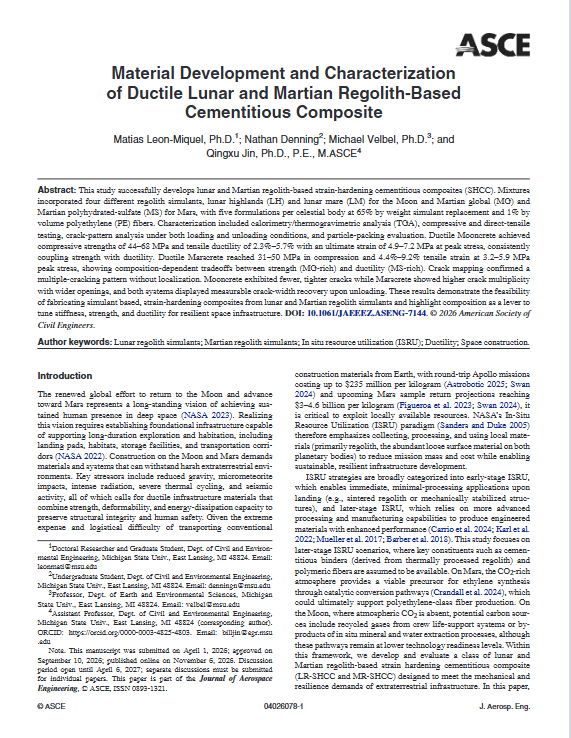 ASCE
Material Development and Characterization
of Ductile Lunar and Martian Regolith-Based
Cementitious Composite
Matias Leon-Miquel, Ph.D.1; Nathan Denning2; Michael Velbel, Ph.D.3; and
Qingxu Jin, Ph.D., P.E., M.ASCE4
Abstract: This study successfully develops lunar and Martian regolith-based strain-hardening cementitious composites (SHCC). Mixtures
incorporated four different regolith simulants, lunar highlands (LH) and lunar mare (LM) for the Moon and Martian global (MG) and
Martian polyhydrated-sulfate (MS) for Mars, with five formulations per celestial body at 65% by weight simulant replacement and 1% by
volume polyethylene (PE) fibers. Characterization included calorimetry/thermogravimetric analysis (TGA), compressive and direct-tensile
testing, crack-pattern analysis under both loading and unloading conditions, and particle-packing evaluation. Ductile Mooncrete achieved
compressive strengths of 44–68 MPa and tensile ductility of 2.3%–5.7% with an ultimate strain of 4.9–7.2 MPa at peak stress, consistently
coupling strength with ductility. Ductile Marscrete reached 31–50 MPa in compression and 4.4%–9.2% tensile strain at 3.2–5.9 MPa
peak stress, showing composition-dependent tradeoffs between strength (MG-rich) and ductility (MS-rich). Crack mapping confirmed a
multiple-cracking pattern without localization. Mooncrete exhibited fewer, tighter cracks while Marscrete showed higher crack multiplicity
with wider openings, and both systems displayed measurable crack-width recovery upon unloading. These results demonstrate the feasibility
of fabricating simulant based, strain-hardening composites from lunar and Martian regolith simulants and highlight composition as a lever to
tune stiffness, strength, and ductility for resilient space infrastructure. DOI: 10.1061/JAEEEZ.ASENG-7144. © 2026 American Society of
Civil Engineers.
Author keywords: Lunar regolith simulants; Martian regolith simulants; In situ resource utilization (ISRU); Ductility; Space construction.
Introduction
The renewed global effort to return to the Moon and advance
toward Mars represents a long-standing vision of achieving sus-
tained human presence in deep space (NASA 2023). Realizing
this vision requires establishing foundational infrastructure capable
of supporting long-duration exploration and habitation, including
landing pads, habitats, storage facilities, and transportation corri-
dors (NASA 2022). Construction on the Moon and Mars demands
materials and systems that can withstand harsh extraterrestrial envi-
ronments. Key stressors include reduced gravity, micrometeorite
impacts, intense radiation, severe thermal cycling, and seismic
activity, all of which calls for ductile infrastructure materials that
combine strength, deformability, and energy-dissipation capacity to
preserve structural integrity and human safety. Given the extreme
expense and logistical difficulty of transporting conventional
1Doctoral Researcher and Graduate Student, Dept. of Civil and Environ-
mental Engineering, Michigan State Univ., East Lansing, MI 48824. Email:
leonmati@msu.edu
2Undergraduate Student, Dept. of Civil and Environmental Engineering,
Michigan State Univ., East Lansing, MI 48824. Email: denning@msu.edu
3Professor, Dept. of Earth and Environmental Sciences, Michigan
State Univ., East Lansing, MI 48824. Email: velbel@msu.edu
4Assistant Professor, Dept. of Civil and Environmental Engineering,
Michigan State Univ., East Lansing, MI 48824 (corresponding author).
ORCID: https://orcid.org/0000-0003-4825-4803. Email: billjin@egr.msu
.edu
Note. This manuscript was submitted on April 1, 2026; approved on
September 10, 2026; published online on November 6, 2026. Discussion
period open until April 6, 2027; separate discussions must be submitted
for individual papers. This paper is part of the Journal of Aerospace
Engineering, © ASCE, ISSN 0893-1321.
construction materials from Earth, with round-trip Apollo missions
costing up to $235 million per kilogram (Aastrobotic 2025; Swan
2024) and upcoming Mars sample return projections reaching
$3–4.6 billion per kilogram (Figueroa et al. 2023; Swan 2024), it
is critical to exploit locally available resources. NASA's In-Situ
Resource Utilization (ISRU) paradigm (Sanders and Duke 2005)
therefore emphasizes collecting, processing, and using local mate-
rials (primarily regolith, the abundant loose surface material on both
planetary bodies) to reduce mission mass and cost while enabling
sustainable, resilient infrastructure development.
ISRU strategies are broadly categorized into early-stage ISRU,
which enables immediate, minimal-processing applications upon
landing (e.g., sintered regolith or mechanically stabilized struc-
tures), and later-stage ISRU, which relies on more advanced
processing and manufacturing capabilities to produce engineered
materials with enhanced performance (Carrio et al. 2024; Karl et al.
2022; Mueller et al. 2017; Barber et al. 2018). This study focuses on
later-stage ISRU scenarios, where key constituents such as cemen-
titious binders (derived from thermally processed regolith) and
polymeric fibers are assumed to be available. On Mars, the CO2-rich
atmosphere provides a viable pathway for ethylene synthesis
through catalytic conversion pathways (Crandall et al. 2024), which
could ultimately support polyethylene-class fiber production. On
the Moon, where atmospheric CO2 is absent, potential carbon sour-
ces include recycled gases from crew life-support systems or by-
products of in situ mineral and water extraction processes, although
these pathways remain at lower technology readiness levels. Within
this framework, we develop and evaluate a class of lunar and
Martian regolith-based strain hardening cementitious composite
(LR-SHCC and MR-SHCC) designed to meet the mechanical and
resilience demands of extraterrestrial infrastructure. In this paper,
© ASCE
04026078-1
J. Aerosp. Eng.